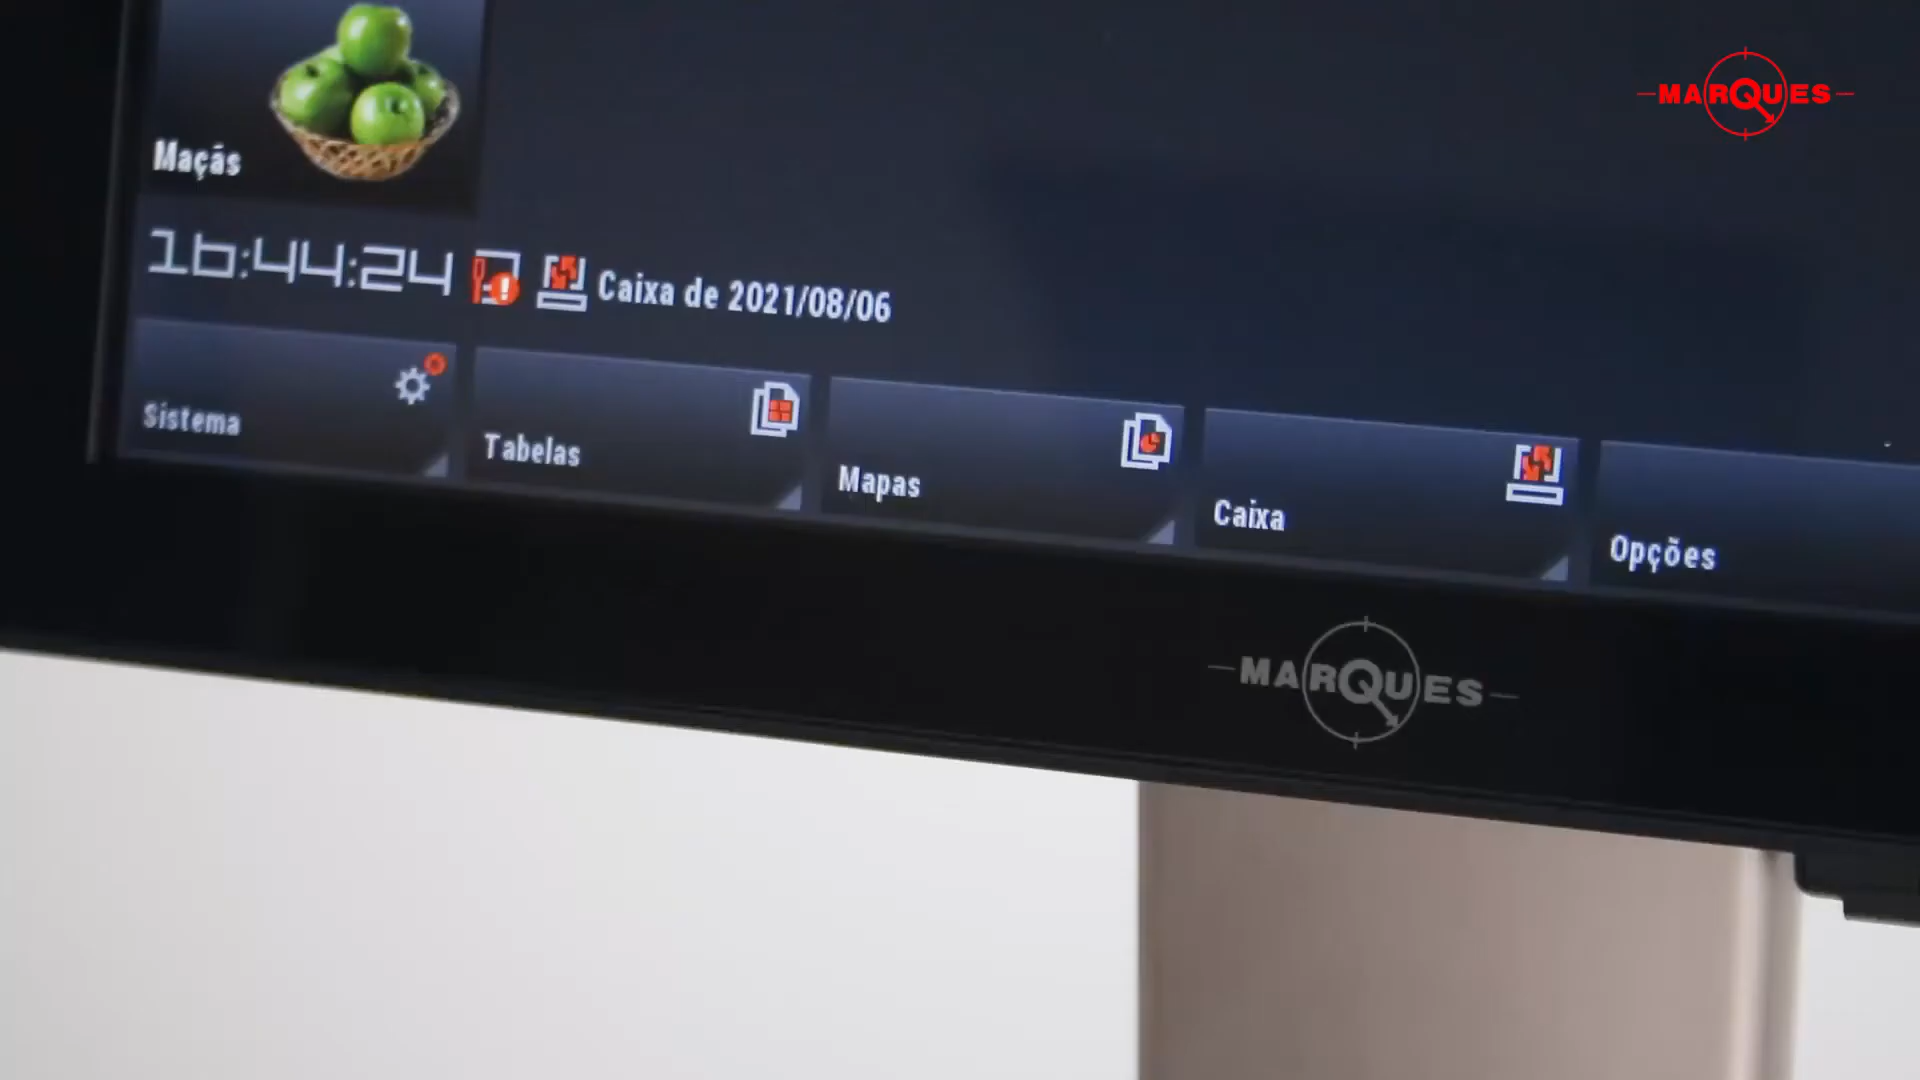 MARQUES
Maçãs
16:44:24 Caixa de 2021/08/06
Sistema
Tabelas
Mapas
Caixa
Opções
MARQUES